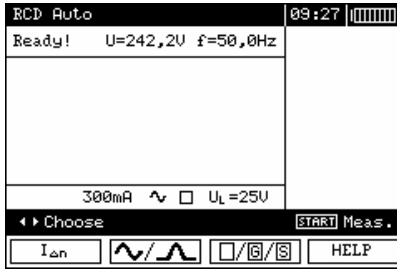 RCD Auto 09:27
Ready! U=242,2V f=50,0Hz
300mA UL=25V
Choose START Meas.
IΔn / /G/S HELP